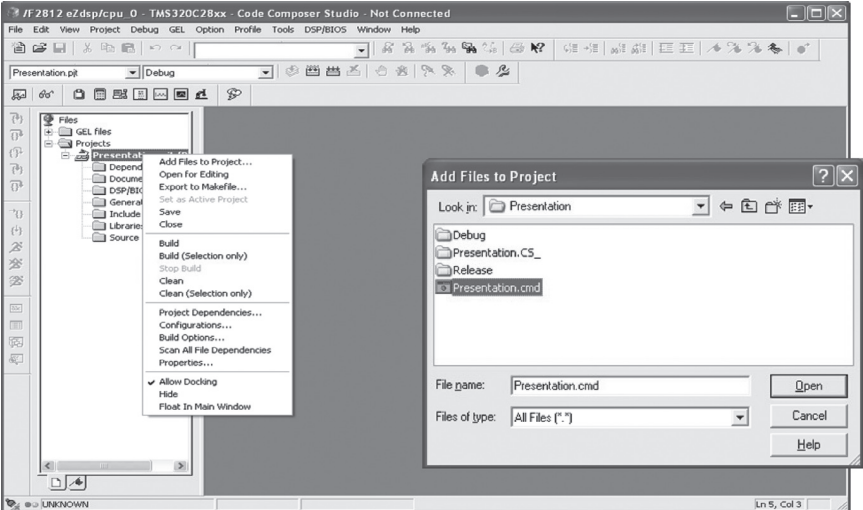 /F2812 eZdsp/cpu_0 - TMS320C28xx - Code Composer Studio - Not Connected
File Edit View Project Debug GEL Option Profile Tools DSP/BIOS Window Help
Presentation.pjt Debug
Files
GEL files
Projects
Presentat
Depend
Docume
DSP/BIO
General
Include
Libraries
Source
Add Files to Project...
Open for Editing
Export to Makefile...
Set as Active Project
Save
Close
Build
Build (Selection only)
Stop Build
Clean
Clean (Selection only)
Project Dependencies...
Configurations...
Build Options...
Scan All File Dependencies
Properties...
Allow Docking
Hide
Float In Main Window
Add Files to Project
Look in: Presentation
Debug
Presentation.CS_
Release
Presentation.cmd
File name: Presentation.cmd Open
Files of type: All Files (*.*) Cancel
Help
UNKNOWN Ln 5, Col 3